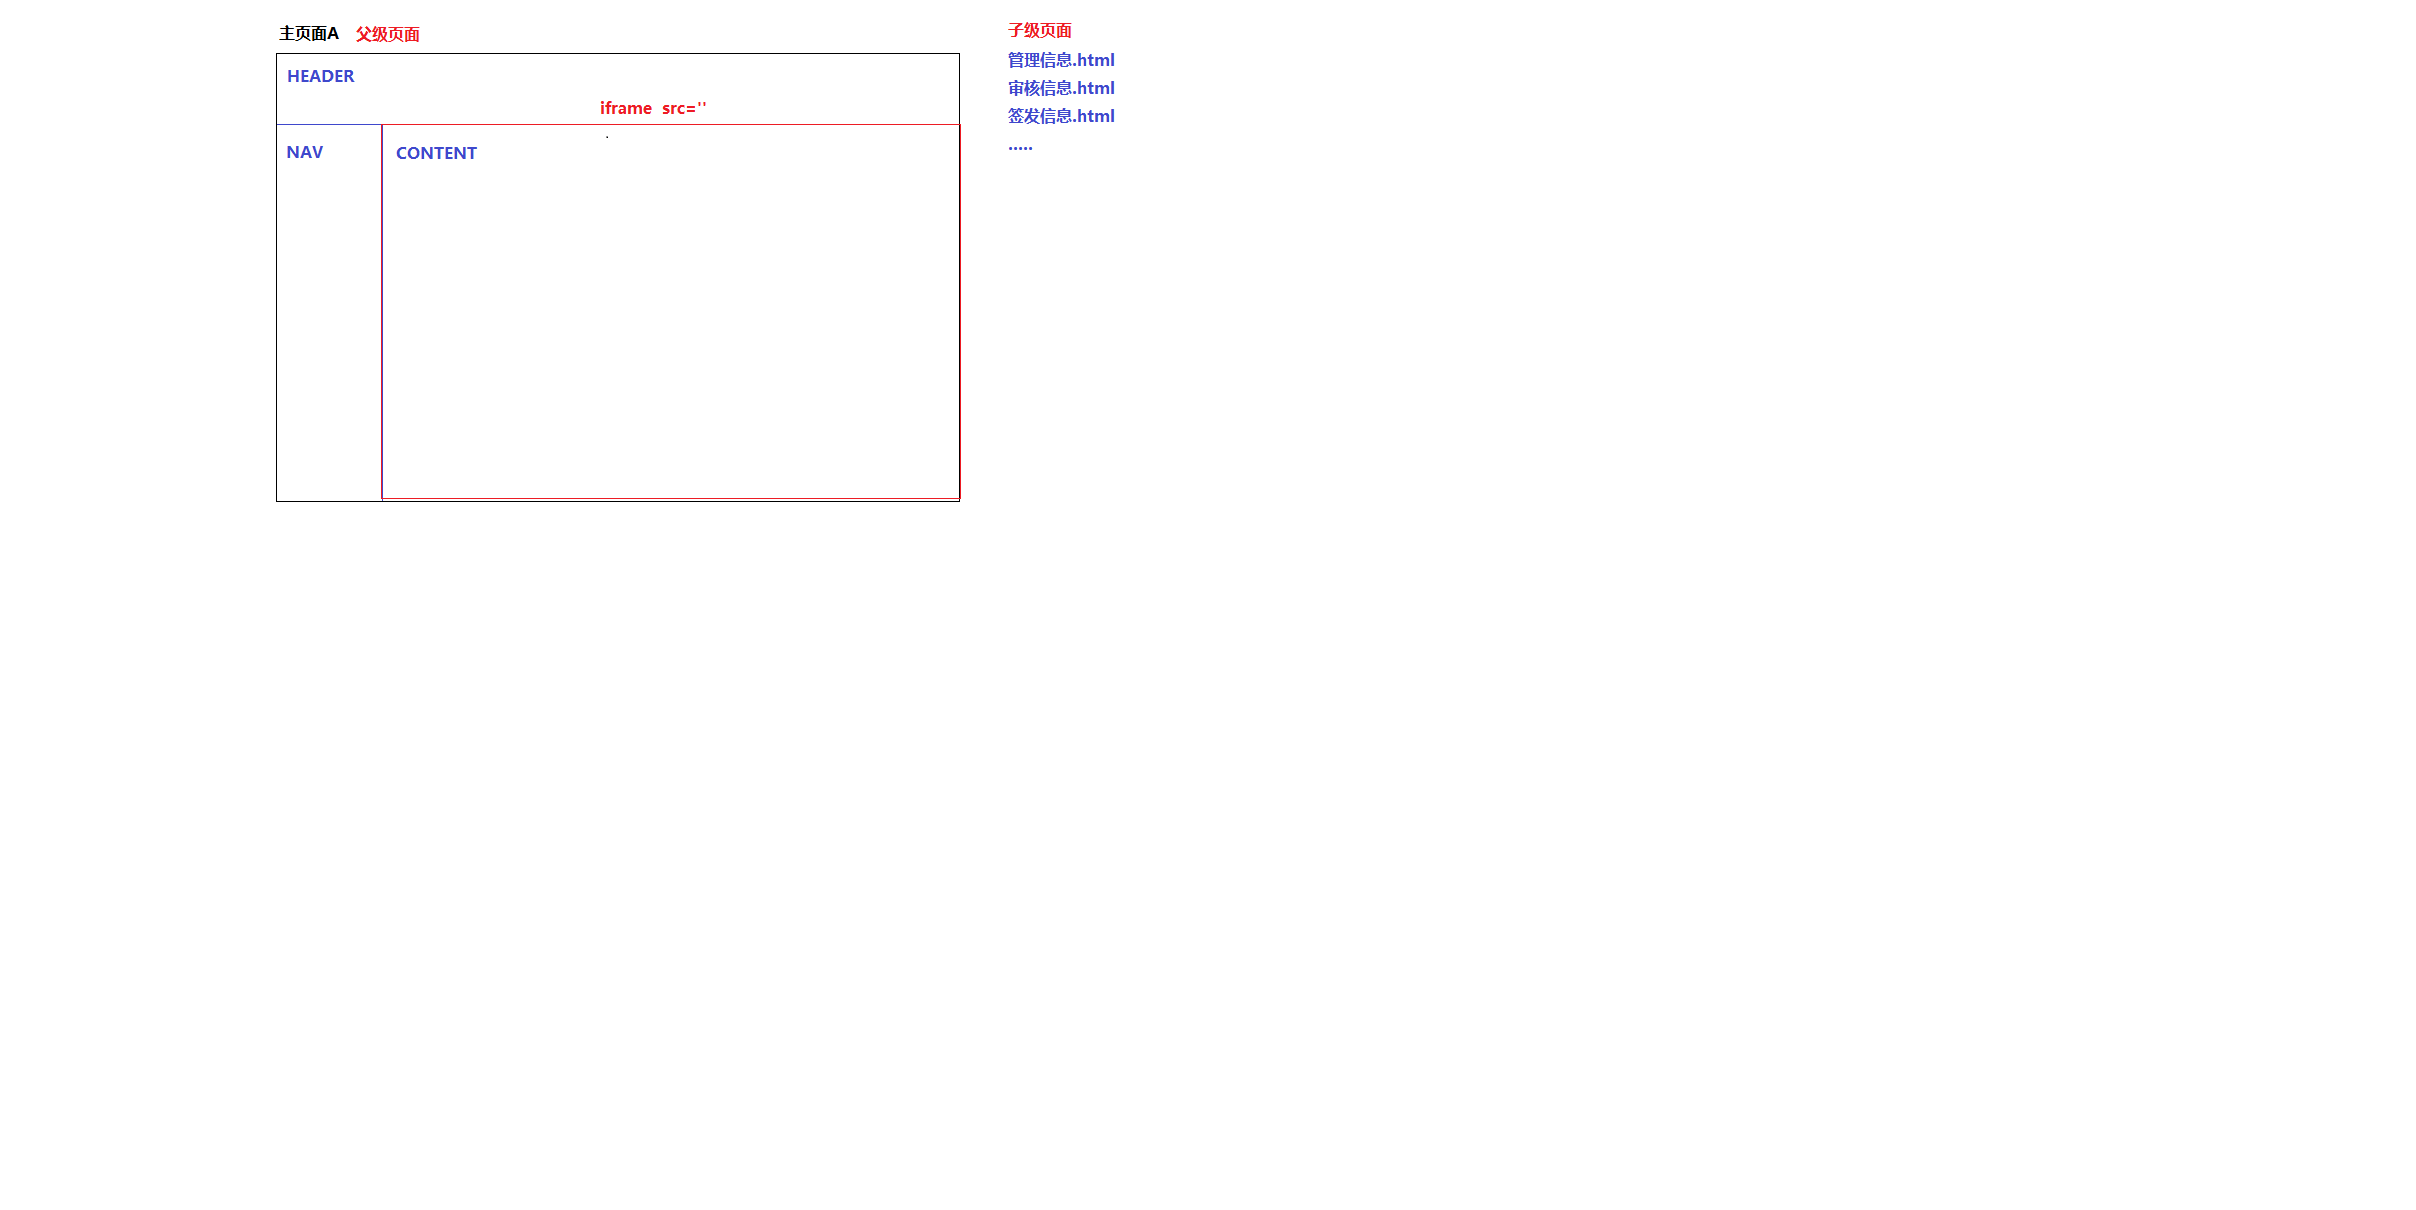 主页面A 父级页面
HEADER
iframe src=''
NAV
CONTENT
子级页面
管理信息.html
审核信息.html
签发信息.html
.....